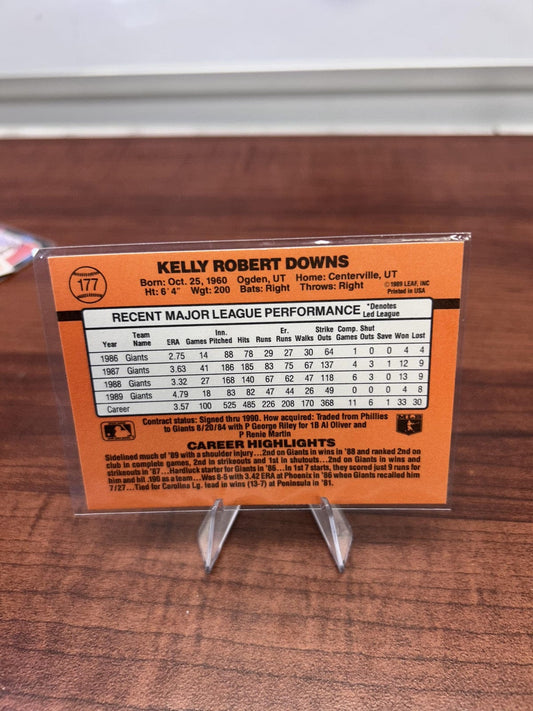 177
KELLY ROBERT DOWNS
Born: Oct. 25, 1960 Ogden, UT Home: Centerville, UT
Ht: 6' 4" Wgt: 200 Bats: Right Throws: Right
©1989 LEAF, INC
Printed in USA
RECENT MAJOR LEAGUE PERFORMANCE
*Denotes
Led League
Year Team Name ERA Games Inn. Pitched Hits Runs Er. Runs Walks Strike Outs Comp. Games Shut Outs Save Won Lost
1986 Giants 2.75 14 88 78 29 27 30 64 1 0 0 4 4
1987 Giants 3.63 41 186 185 83 75 67 137 4 3 1 12 9
1988 Giants 3.32 27 168 140 67 62 47 118 6 3 0 13 9
1989 Giants 4.79 18 83 82 47 44 26 49 0 0 0 4 8
Career 3.57 100 525 485 226 208 170 368 11 6 1 33 30
Contract status: Signed thru 1990. How acquired: Traded from Phillies
to Giants 8/20/84 with P George Riley for 1B Al Oliver and
P Renie Martin
CAREER HIGHLIGHTS
Sidelined much of '89 with a shoulder injury...2nd on Giants in wins in '88 and ranked 2nd on
club in complete games, 2nd in strikeouts and 1st in shutouts...2nd on Giants in wins and
strikeouts in '87...Hardluck starter for Giants in '86...In 1st 7 starts, they scored just 9 runs for
him and hit .190 as a team...Was 8-5 with 3.42 ERA at Phoenix in '86 when Giants recalled him
7/27...Tied for Carolina Lg. lead in wins (13-7) at Peninsula in '81.